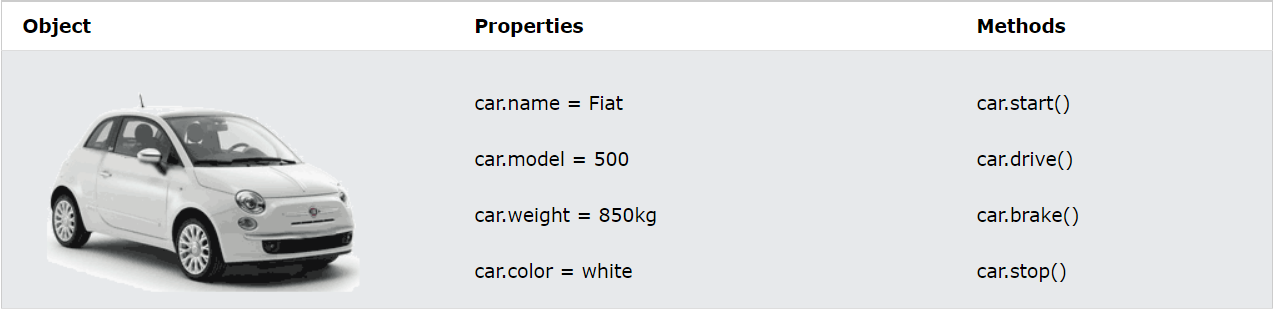 Object Properties Methods
car.name = Fiat car.start()
car.model = 500 car.drive()
car.weight = 850kg car.brake()
car.color = white car.stop()